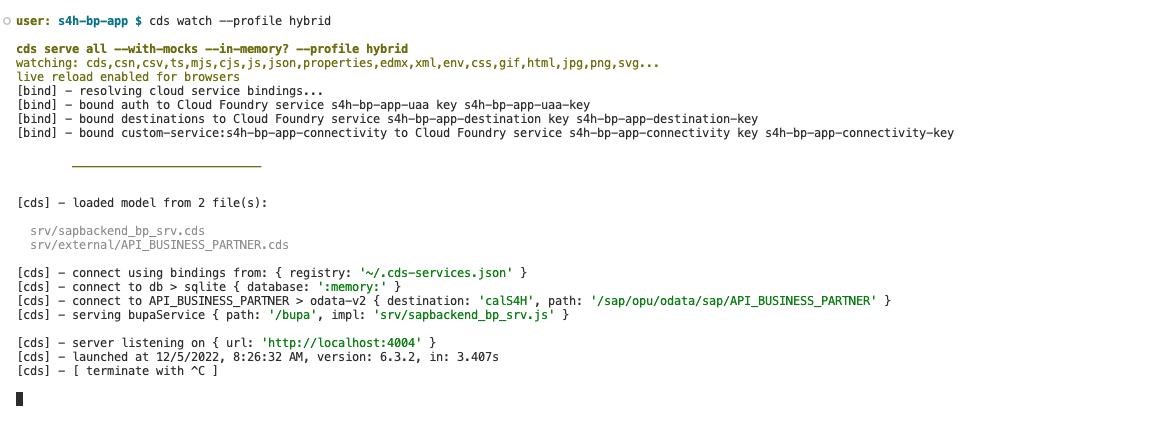 user: s4h-bp-app $ cds watch --profile hybrid
cds serve all --with-mocks --in-memory? --profile hybrid
watching: cds,csn,csv,ts,mjs,cjs,js,json,properties,edmx,xml,env,css,gif,html,jpg,png,svg...
live reload enabled for browsers
[bind] - resolving cloud service bindings...
[bind] - bound auth to Cloud Foundry service s4h-bp-app-uaa key s4h-bp-app-uaa-key
[bind] - bound destinations to Cloud Foundry service s4h-bp-app-destination key s4h-bp-app-destination-key
[bind] - bound custom-service:s4h-bp-app-connectivity to Cloud Foundry service s4h-bp-app-connectivity key s4h-bp-app-connectivity-key
[cds] - loaded model from 2 file(s):
srv/sapbackend_bp_srv.cds
srv/external/API_BUSINESS_PARTNER.cds
[cds] - connect using bindings from: { registry: '~/.cds-services.json' }
[cds] - connect to db > sqlite { database: ':memory:' }
[cds] - connect to API_BUSINESS_PARTNER > odata-v2 { destination: 'calS4H', path: '/sap/opu/odata/sap/API_BUSINESS_PARTNER' }
[cds] - serving bupaService { path: '/bupa', impl: 'srv/sapbackend_bp_srv.js' }
[cds] - server listening on { url: 'http://localhost:4004' }
[cds] - launched at 12/5/2022, 8:26:32 AM, version: 6.3.2, in: 3.407s
[cds] - [ terminate with ^C ]